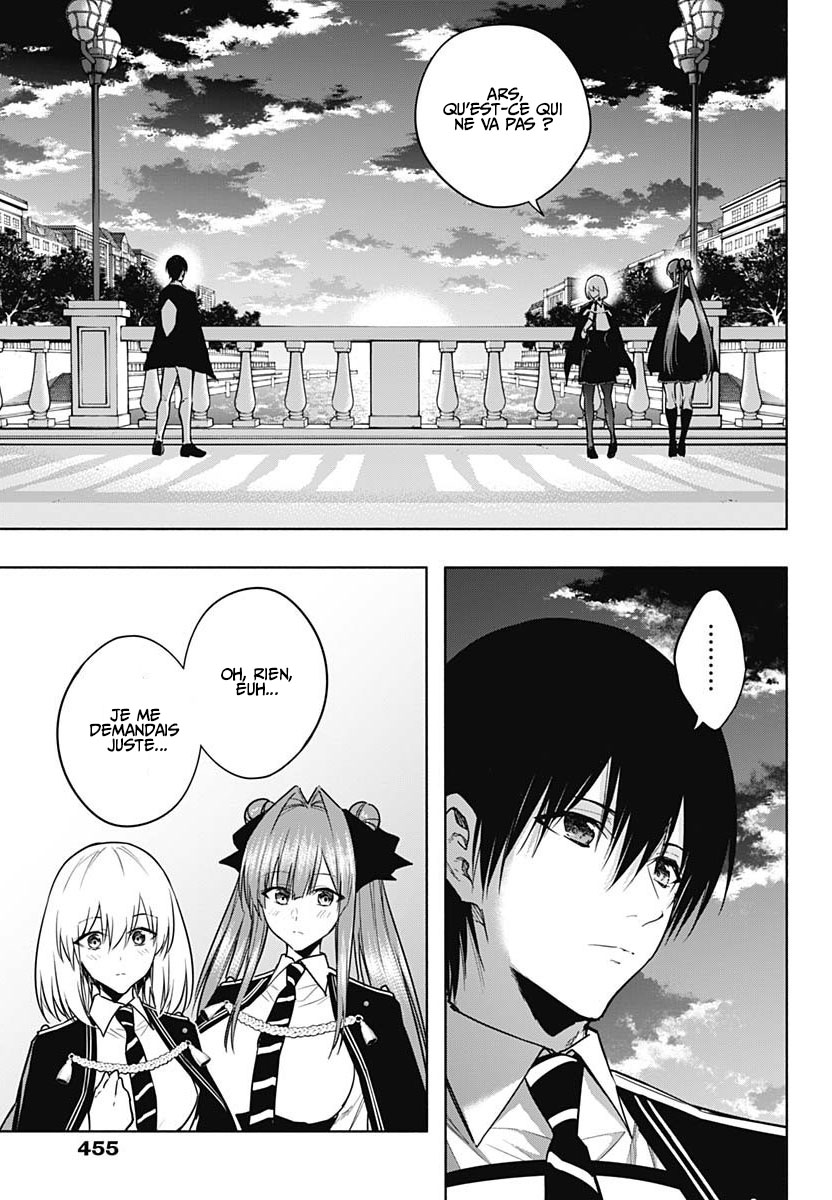 ARS,
QU'EST-CE QUI
NE VA PAS ?
........
OH, RIEN,
EUH...
JE ME
DEMANDAIS
JUSTE...
455